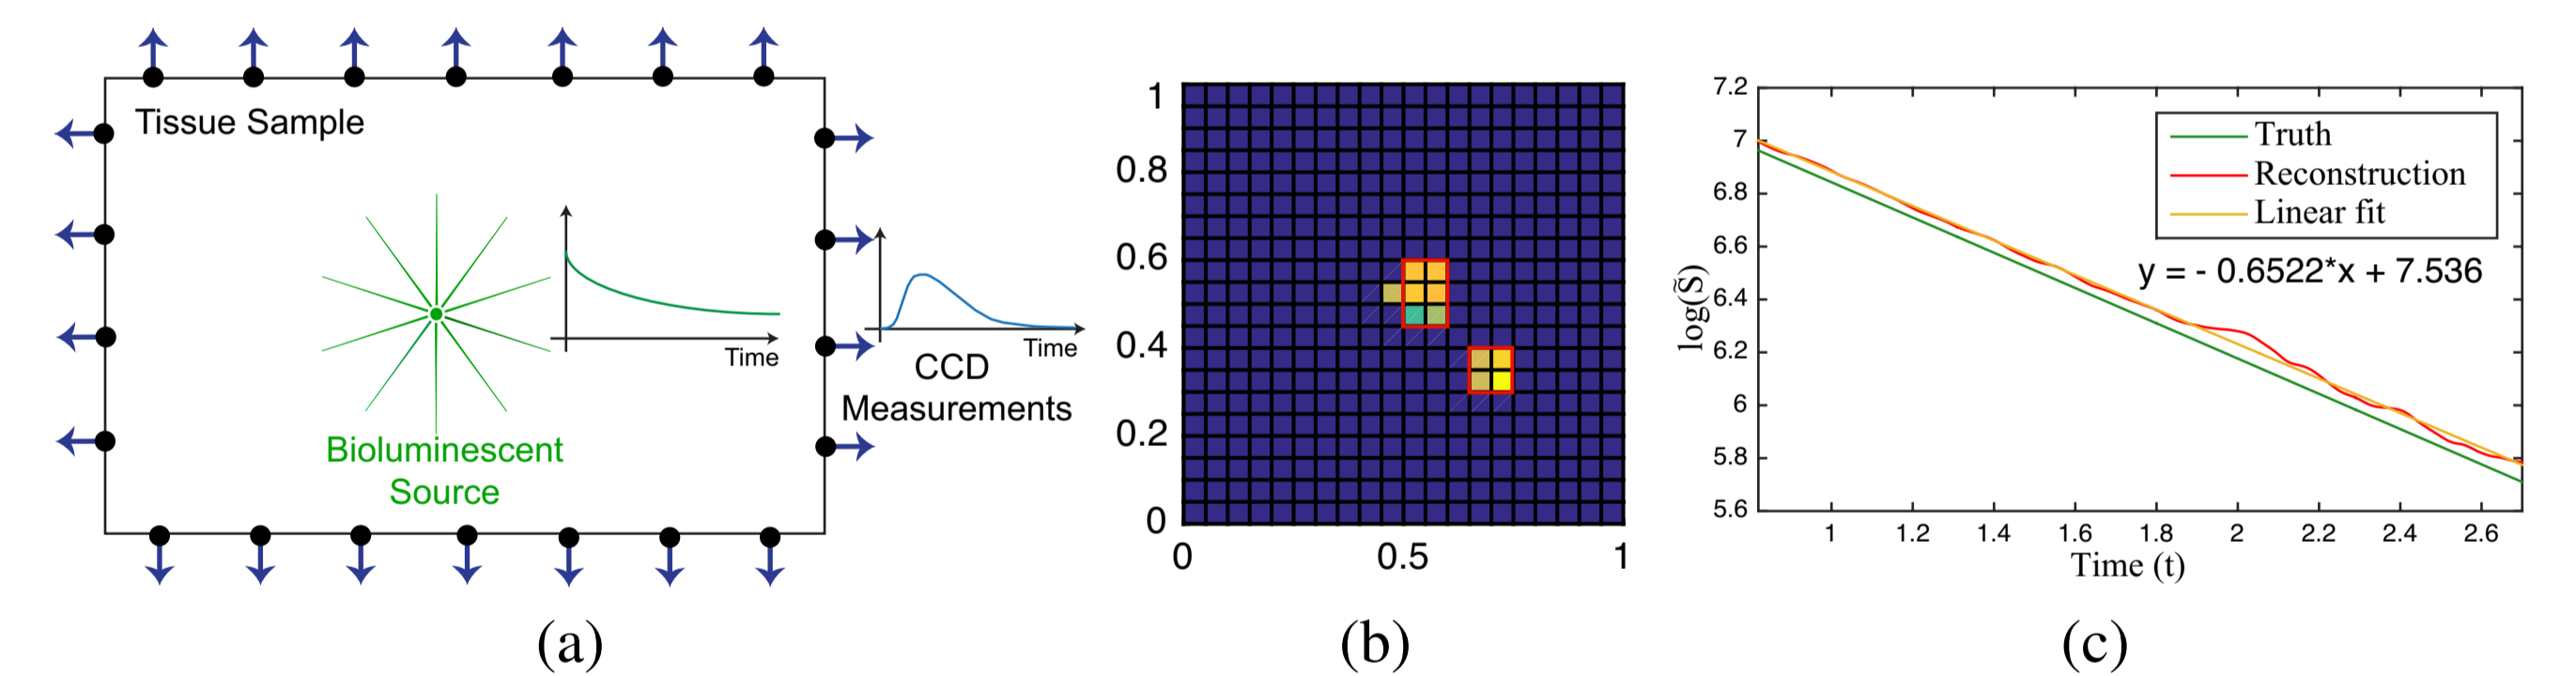 Tissue Sample
Bioluminescent
Source
Time
Time
CCD
Measurements
(a)
1
0.8
0.6
0.4
0.2
0
0 0.5 1
(b)
7.2
7
6.8
6.6
6.4
6.2
6
5.8
5.6
log(S̃)
Truth
Reconstruction
Linear fit
y = - 0.6522*x + 7.536
1 1.2 1.4 1.6 1.8 2 2.2 2.4 2.6
Time (t)
(c)